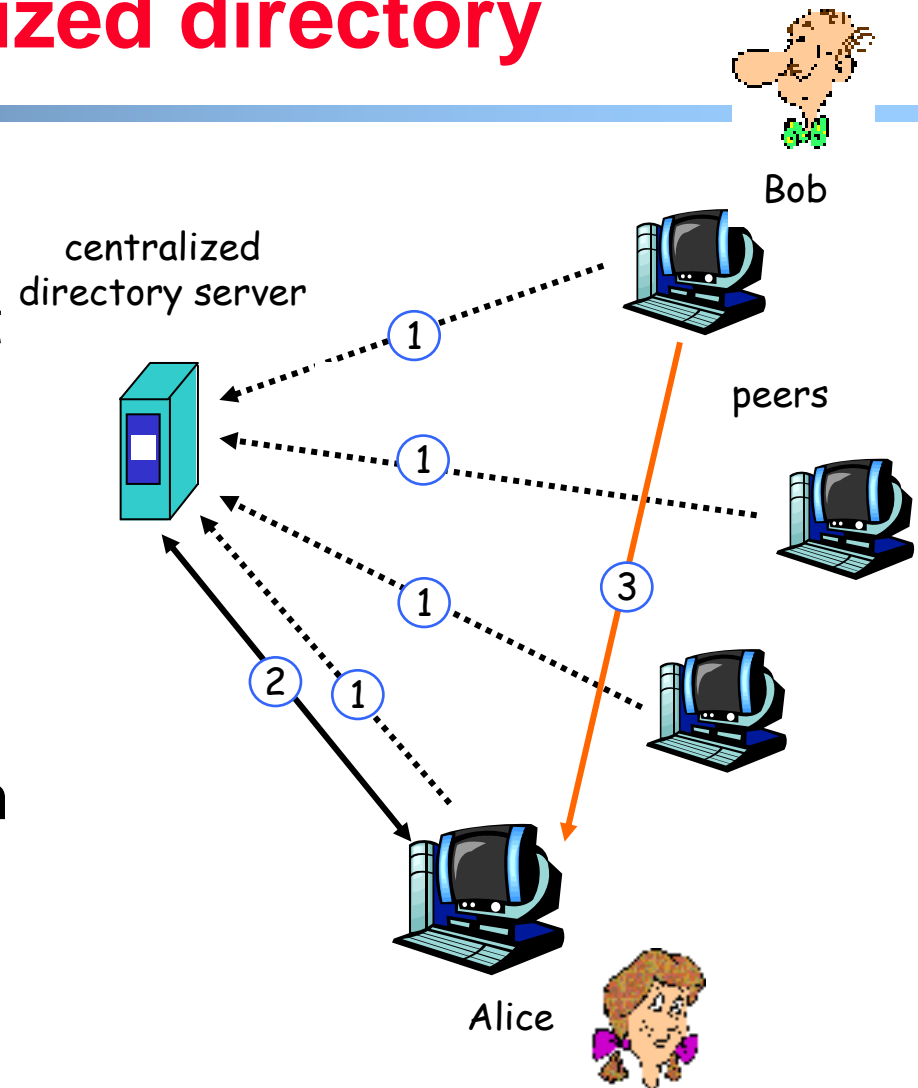 ized directory
Bob
centralized
directory server
1
peers
1
3
1
2
1
Alice